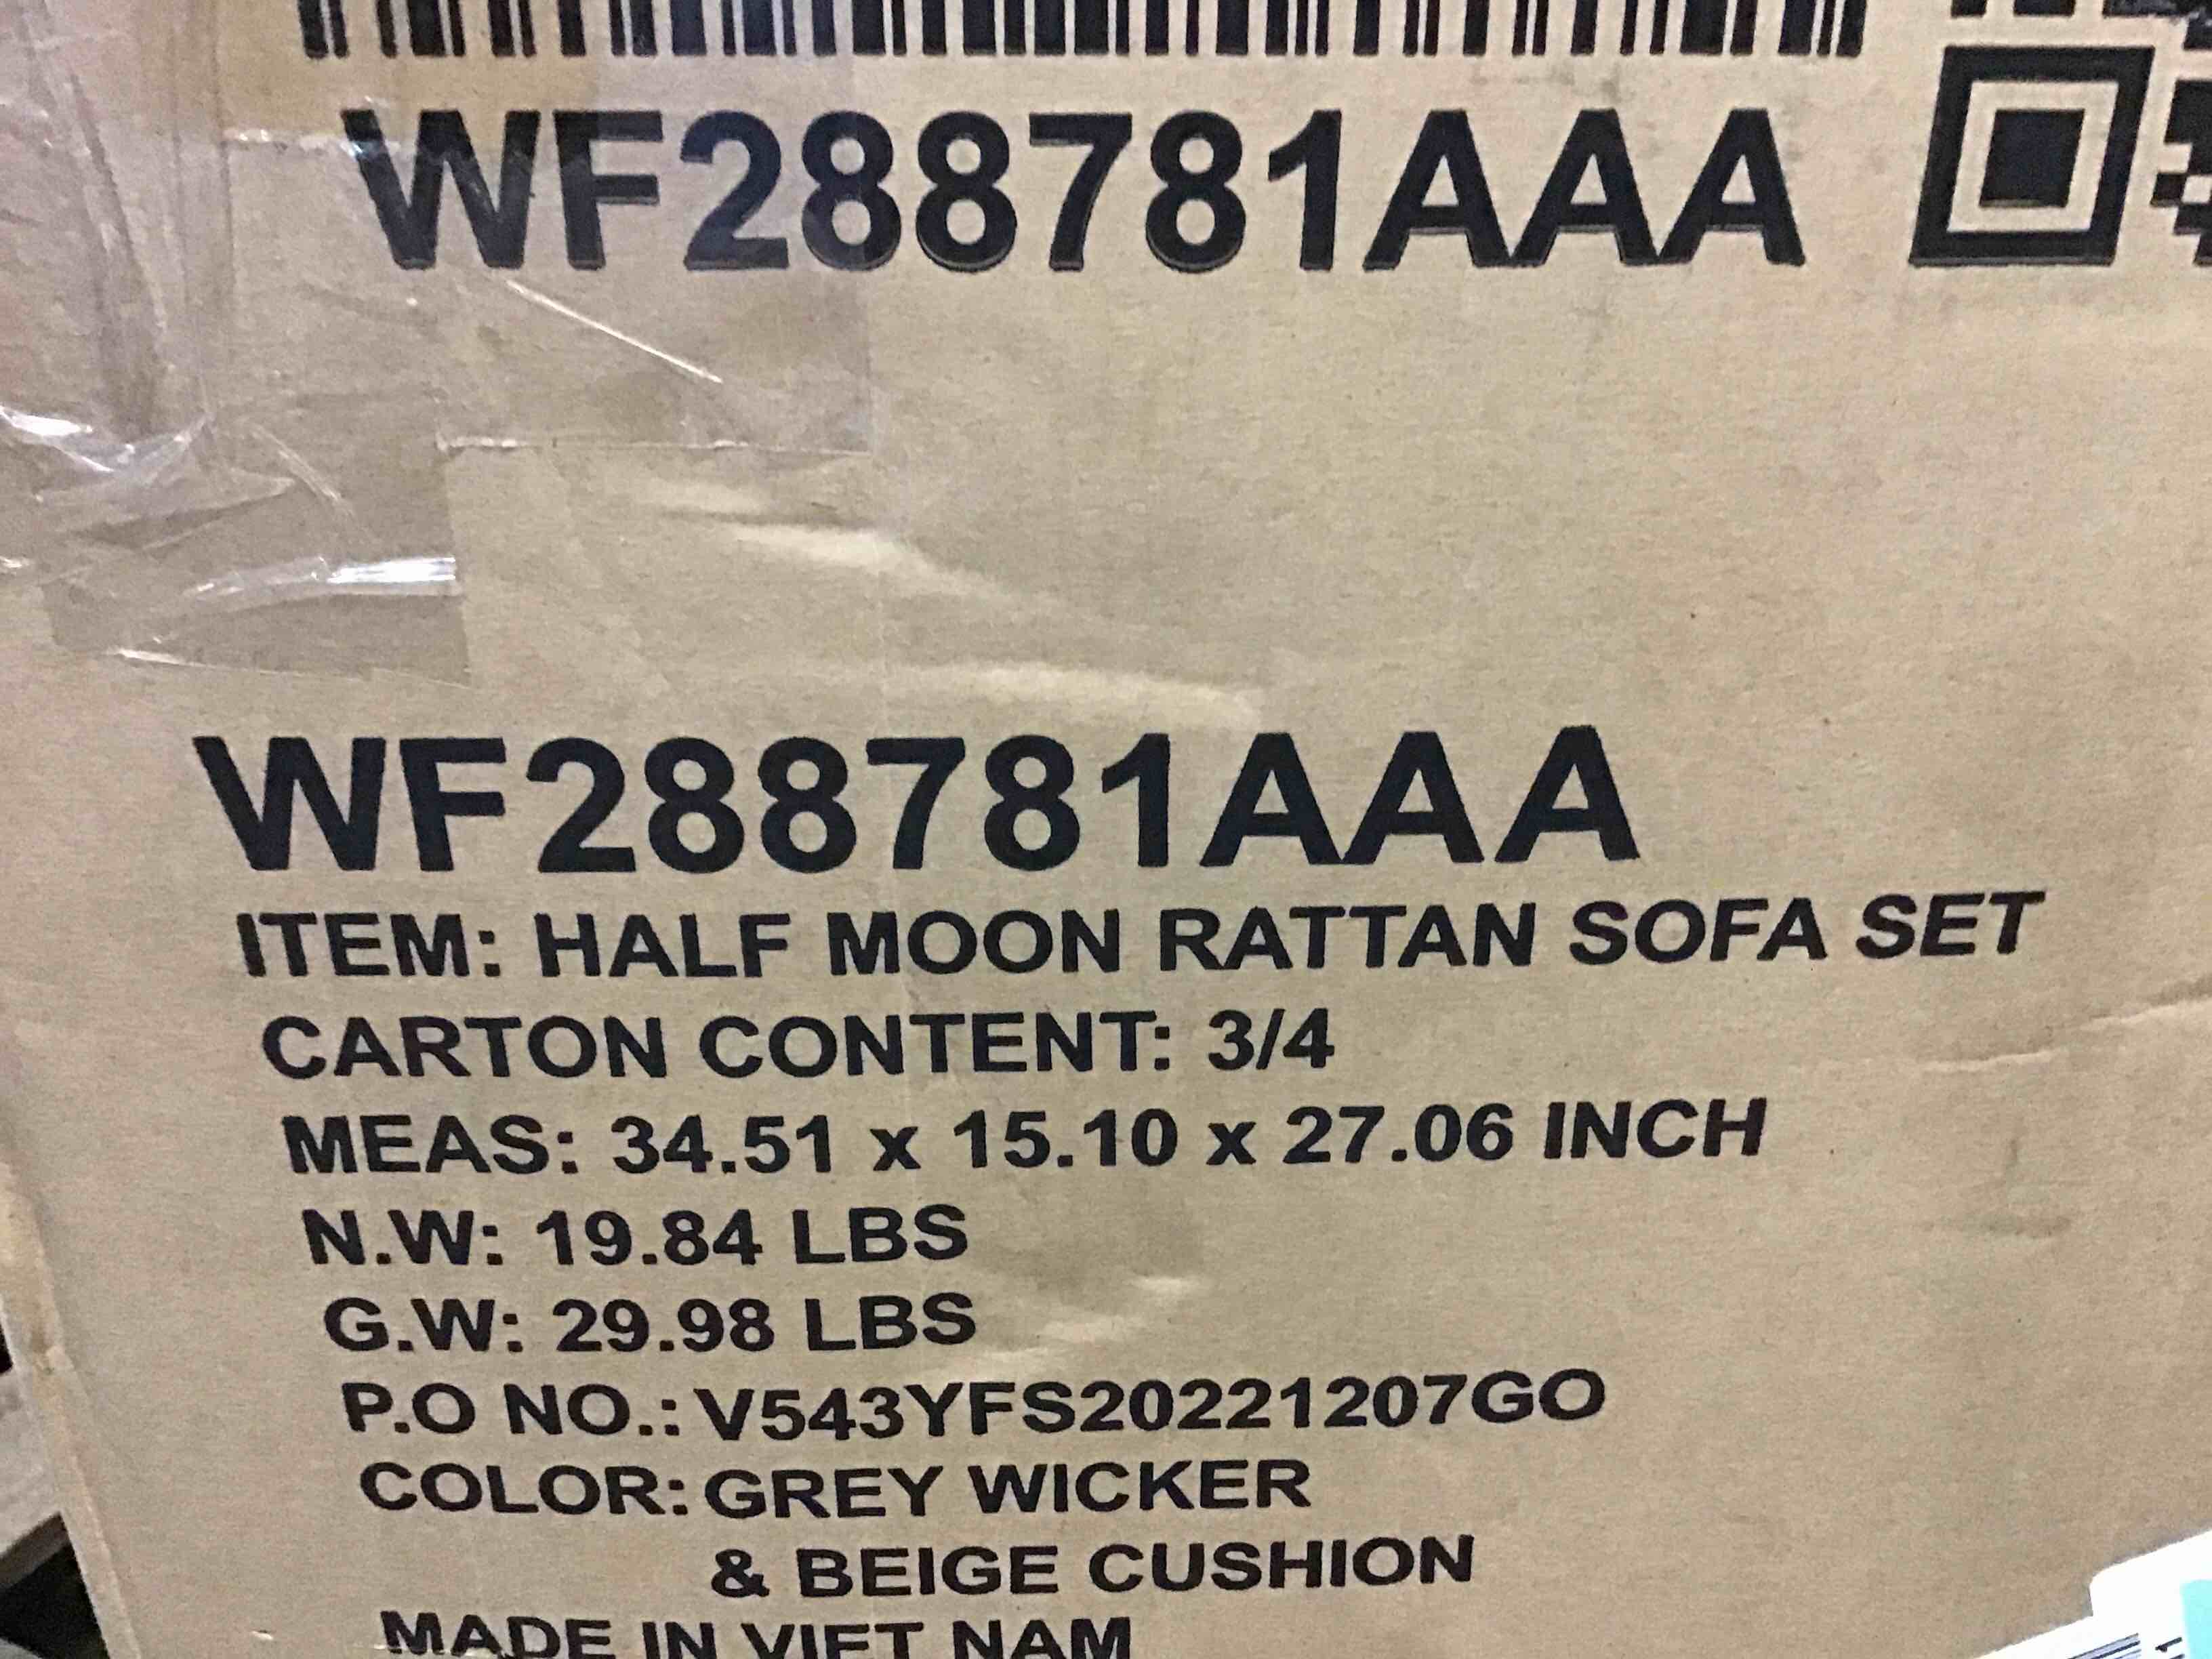 WF288781AAA
WF288781AAA
ITEM: HALF MOON RATTAN SOFA SET
CARTON CONTENT: 3/4
MEAS: 34.51 x 15.10 x 27.06 INCH
N.W: 19.84 LBS
G.W: 29.98 LBS
P.O NO.: V543YFS20221207GO
COLOR: GREY WICKER
& BEIGE CUSHION
MADE IN VIET NAM